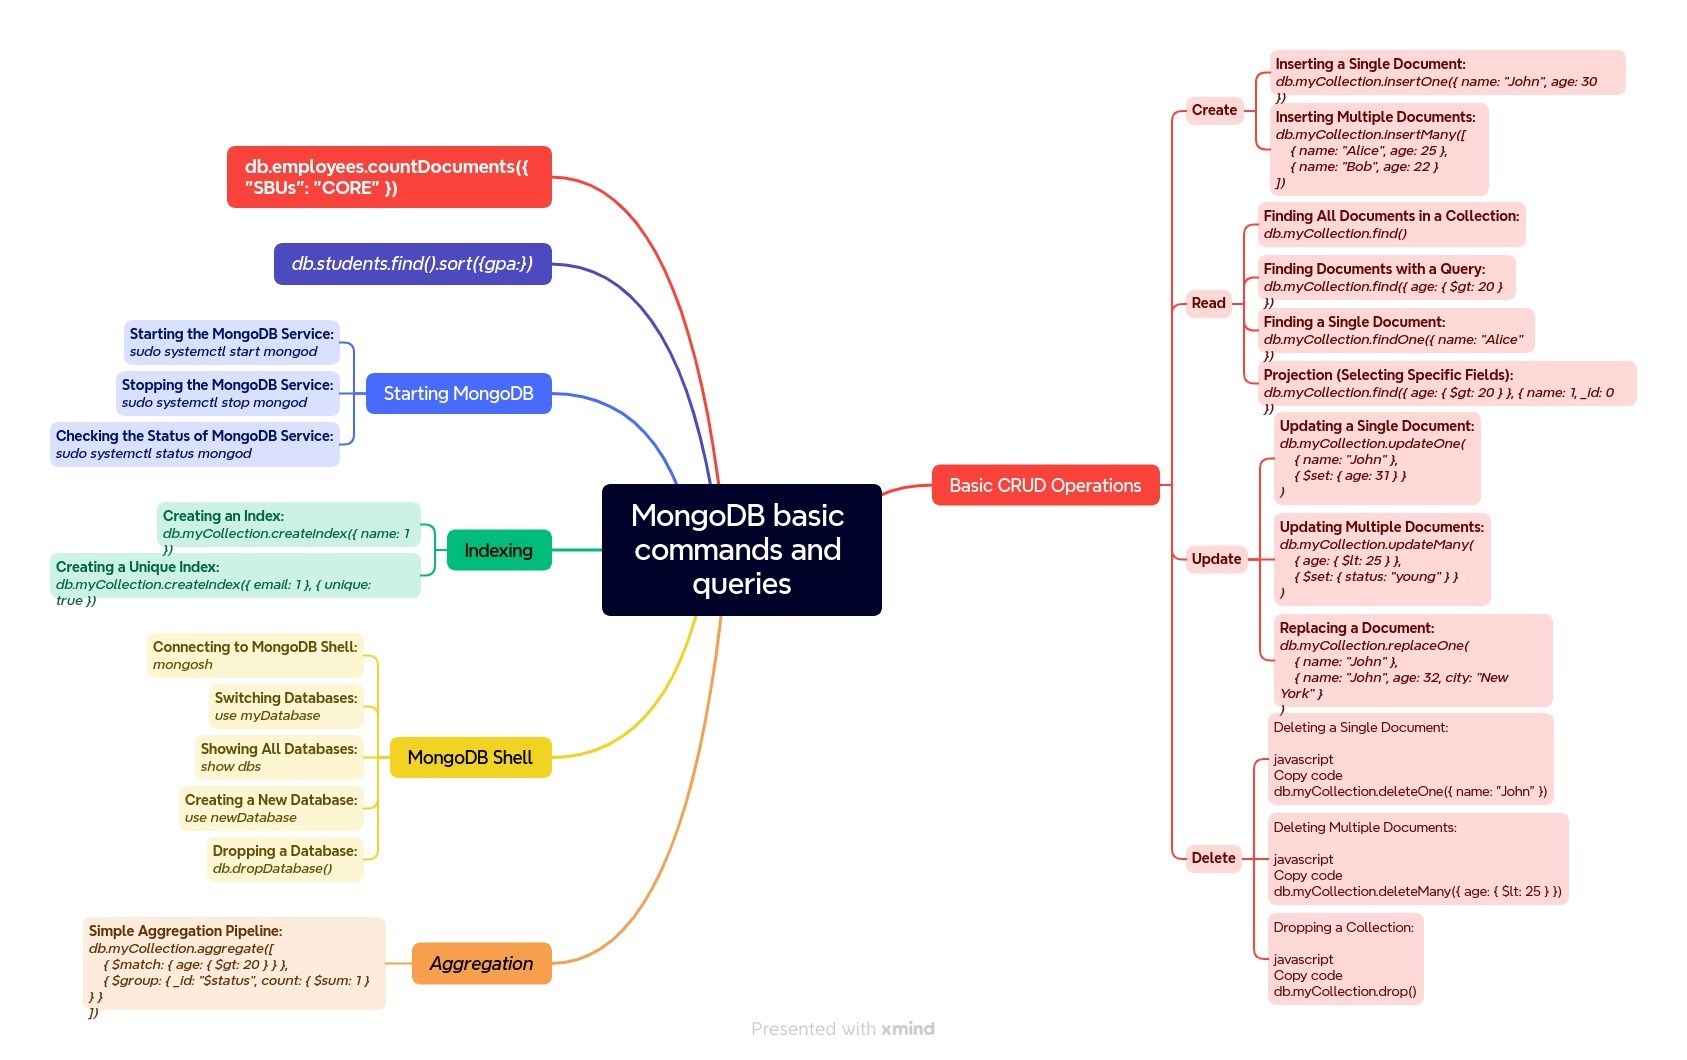 db.employees.countDocuments({
"SBUs": "CORE" })
db.students.find().sort({gpa:})
Starting the MongoDB Service:
sudo systemctl start mongod
Stopping the MongoDB Service:
sudo systemctl stop mongod
Checking the Status of MongoDB Service:
sudo systemctl status mongod
Starting MongoDB
Creating an Index:
db.myCollection.createIndex({ name: 1
})
Creating a Unique Index:
db.myCollection.createIndex({ email: 1 }, { unique:
true })
Indexing
Connecting to MongoDB Shell:
mongosh
Switching Databases:
use myDatabase
Showing All Databases:
show dbs
Creating a New Database:
use newDatabase
Dropping a Database:
db.dropDatabase()
MongoDB Shell
Simple Aggregation Pipeline:
db.myCollection.aggregate([
{ $match: { age: { $gt: 20 } } },
{ $group: { _id: "$status", count: { $sum: 1 }
} }
])
Aggregation
MongoDB basic
commands and
queries
Basic CRUD Operations
Create
Inserting a Single Document:
db.myCollection.insertOne({ name: "John", age: 30
})
Inserting Multiple Documents:
db.myCollection.insertMany([
{ name: "Alice", age: 25 },
{ name: "Bob", age: 22 }
])
Read
Finding All Documents in a Collection:
db.myCollection.find()
Finding Documents with a Query:
db.myCollection.find({ age: { $gt: 20 }
})
Finding a Single Document:
db.myCollection.findOne({ name: "Alice"
})
Projection (Selecting Specific Fields):
db.myCollection.find({ age: { $gt: 20 } }, { name: 1, _id: 0
})
Update
Updating a Single Document:
db.myCollection.updateOne(
{ name: "John" },
{ $set: { age: 31 } }
)
Updating Multiple Documents:
db.myCollection.updateMany(
{ age: { $lt: 25 } },
{ $set: { status: "young" } }
)
Replacing a Document:
db.myCollection.replaceOne(
{ name: "John" },
{ name: "John", age: 32, city: "New
York" }
)
Delete
Deleting a Single Document:
javascript
Copy code
db.myCollection.deleteOne({ name: "John" })
Deleting Multiple Documents:
javascript
Copy code
db.myCollection.deleteMany({ age: { $lt: 25 } })
Dropping a Collection:
javascript
Copy code
db.myCollection.drop()
Presented with xmind